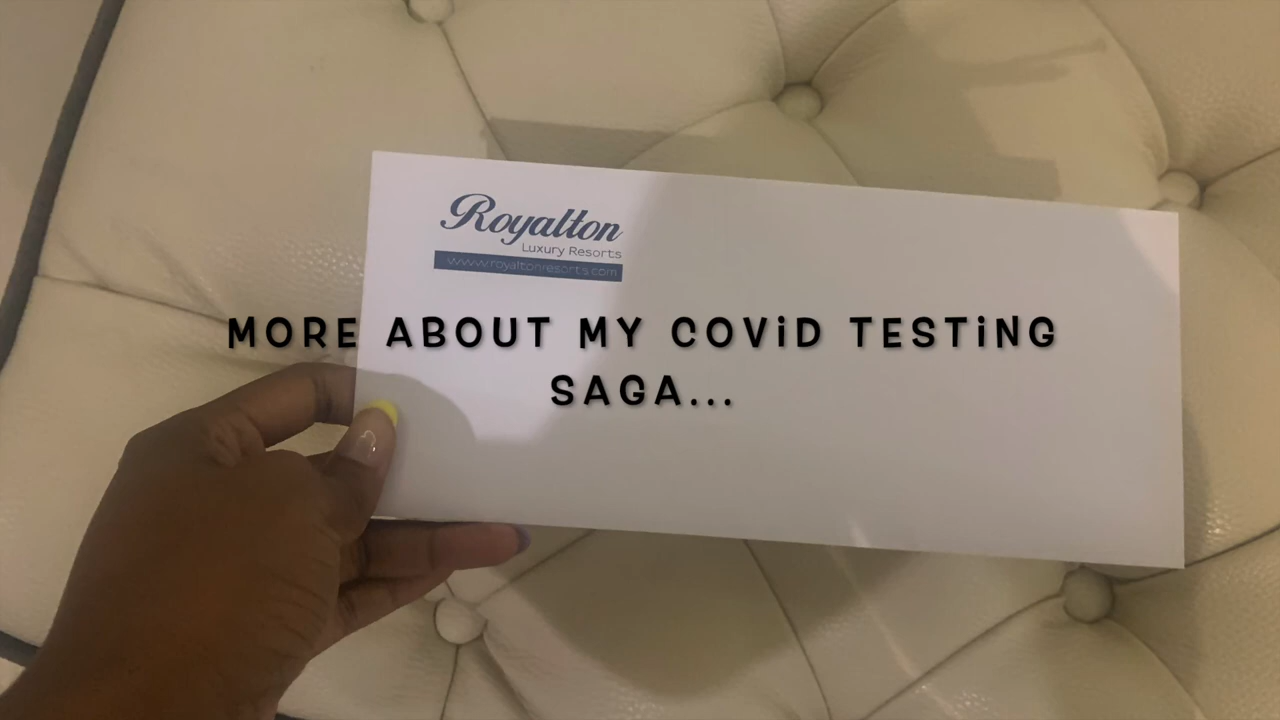 Royalton
Luxury Resorts
www.royaltonresorts.com
MORE ABOUT MY COViD TESTiNG
SAGA...